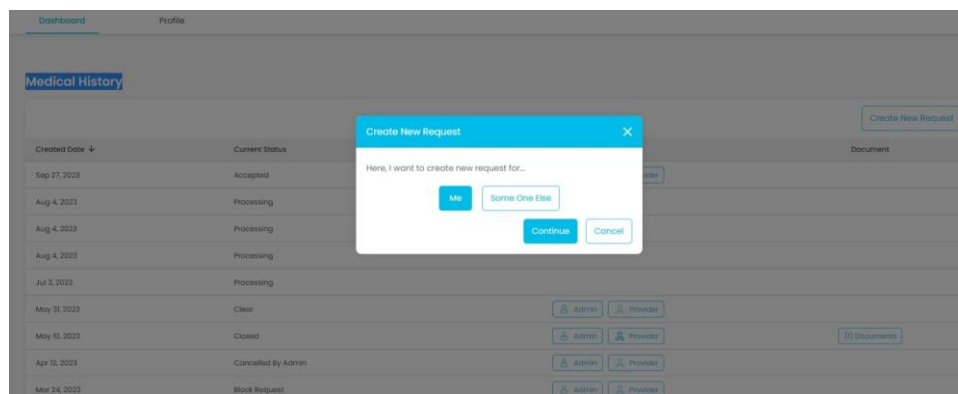 Dashboard Profile
Medical History
Create New Request
Create New Request
Created Date Current Status Document
Here, I want to create new request for...
Sep 27, 2023 Accepted
Me Some One Else
Aug 4, 2023 Processing
Aug 4, 2023 Processing
Continue Cancel
Aug 4, 2023 Processing
Jul 3, 2023 Processing
May 31, 2023 Clear Admin Provider
May 10, 2023 Closed Admin Provider (1) Documents
Apr 12, 2023 Cancelled By Admin Admin Provider
Mar 24, 2023 Block Request Admin Provider